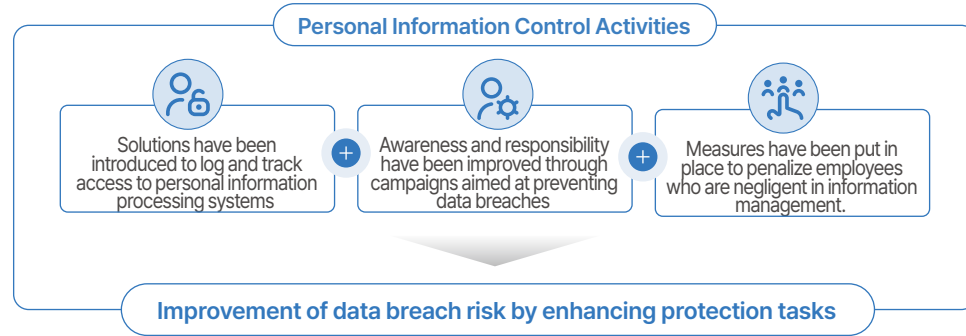 Personal Information Control Activities
Solutions have been
introduced to log and track
access to personal information
processing systems
+
Awareness and responsibility
have been improved through
campaigns aimed at preventing
data breaches
+
Measures have been put in
place to penalize employees
who are negligent in information
management.
Improvement of data breach risk by enhancing protection tasks